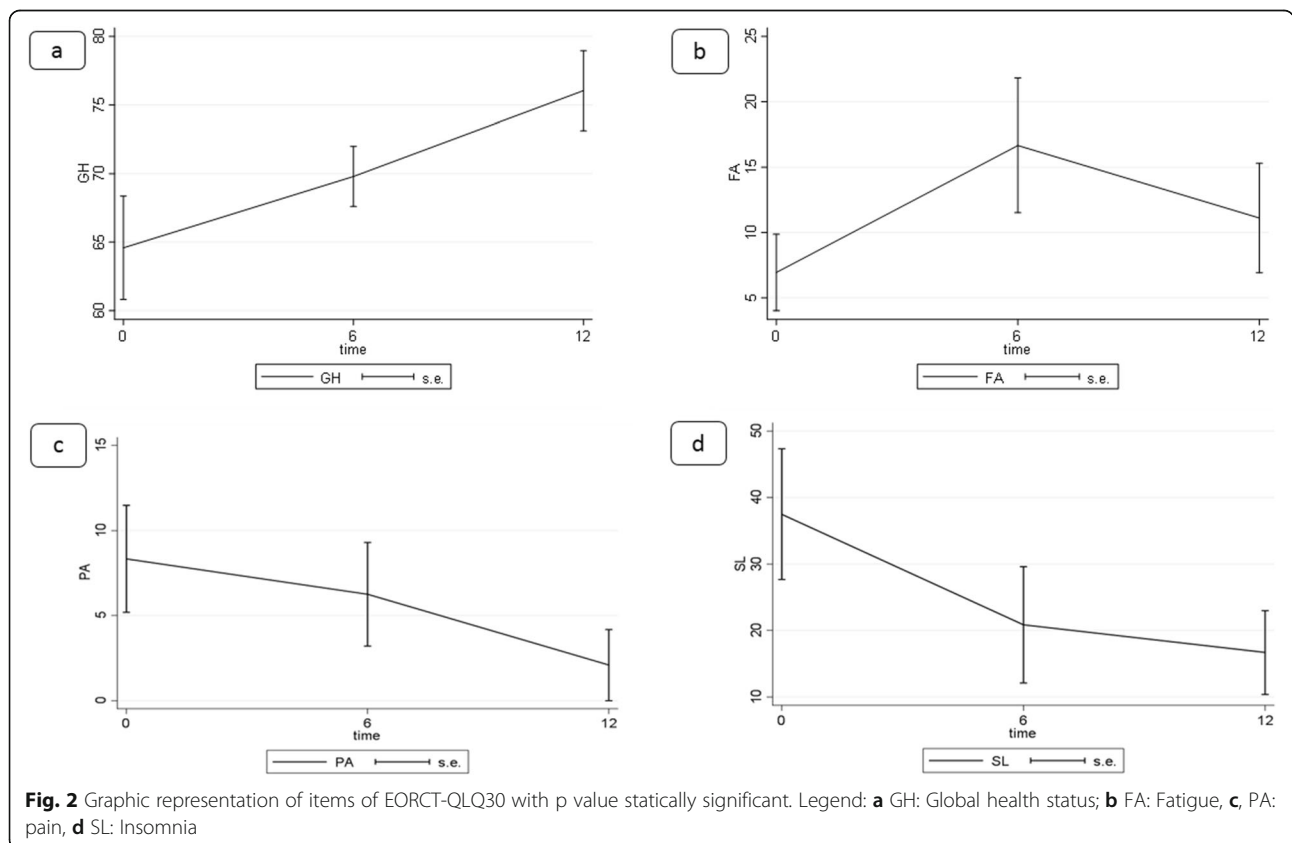 a
80
75
70
65
60
GH
0 6 12
time
GH s.e.
b
25
20
15
10
5
FA
0 6 12
time
FA s.e.
c
15
10
5
0
PA
0 6 12
time
PA s.e.
d
50
40
30
20
10
SL
0 6 12
time
SL s.e.
Fig. 2 Graphic representation of items of EORCT-QLQ30 with p value statically significant. Legend: a GH: Global health status; b FA: Fatigue, c, PA:
pain, d SL: Insomnia